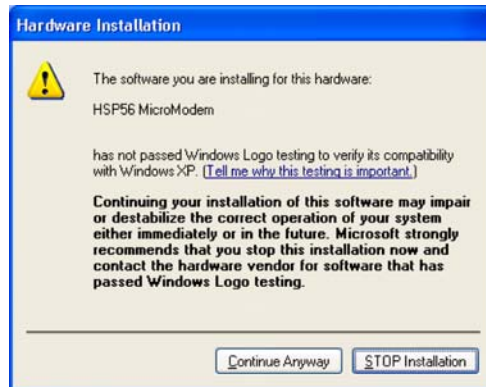 Hardware Installation
The software you are installing for this hardware:
HSP56 MicroModem
has not passed Windows Logo testing to verify its compatibility
with Windows XP. (Tell me why this testing is important.)
Continuing your installation of this software may impair
or destabilize the correct operation of your system
either immediately or in the future. Microsoft strongly
recommends that you stop this installation now and
contact the hardware vendor for software that has
passed Windows Logo testing.
Continue Anyway
STOP Installation